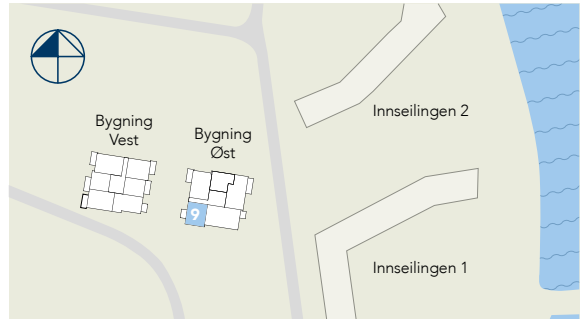 Innseilingen 2
Bygning
Vest
Bygning
Øst
9
Innseilingen 1